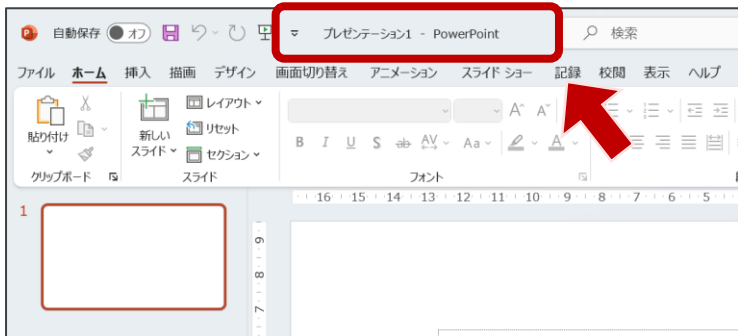 自動保存 オフ プレゼンテーション1 - PowerPoint 検索
ファイル ホーム 挿入 描画 デザイン 画面切り替え アニメーション スライド ショー 記録 校閲 表示 ヘルプ
貼り付け 新しい スライド レイアウト リセット セクション
A^ Aˇ
B I U S ab AV Aa A
クリップボード スライド フォント
16 15 14 13 12 11 10 9 8 7 6 5
1
9
8
7